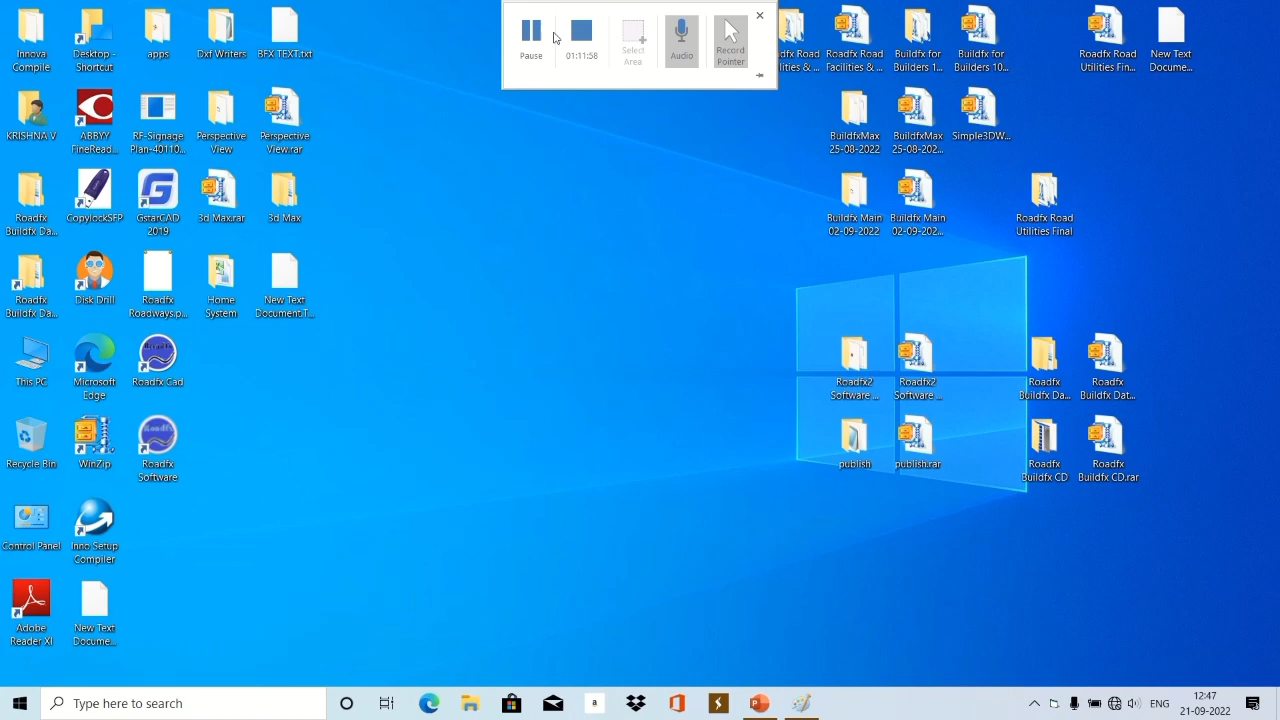 Innova
Compile
Desktop -
Shortcut
apps
Dxf Writers
BFX TEXT.txt
Pause
01:11:58
Select
Area
Audio
Record
Pointer
Roadfx Road
Facilities & ...
Buildfx for
Builders 1...
Buildfx for
Builders 10...
Roadfx Road
Utilities Fin...
New Text
Docume...
KRISHNA V
ABBYY
FineRead...
RF-Signage
Plan-40110...
Perspective
View
Perspective
View.rar
BuildfxMax
25-08-2022
BuildfxMax
25-08-202...
Simple3DW...
Roadfx
Buildfx Da...
CopylockSFP
GstarCAD
2019
3d Max.rar
3d Max
Buildfx Main
02-09-2022
Buildfx Main
02-09-202...
Roadfx Road
Utilities Final
Roadfx
Buildfx Da...
Disk Drill
Roadfx
Roadways.p...
Home
System
New Text
Document.T...
This PC
Microsoft
Edge
Roadfx Cad
Roadfx2
Software ...
Roadfx2
Software ...
Roadfx
Buildfx Da...
Roadfx
Buildfx Dat...
Recycle Bin
WinZip
Roadfx
Software
publish
publish.rar
Roadfx
Buildfx CD
Roadfx
Buildfx CD.rar
Control Panel
Inno Setup
Compiler
Adobe
Reader XI
New Text
Docume...
Type here to search
a
ENG
12:47
21-09-2022